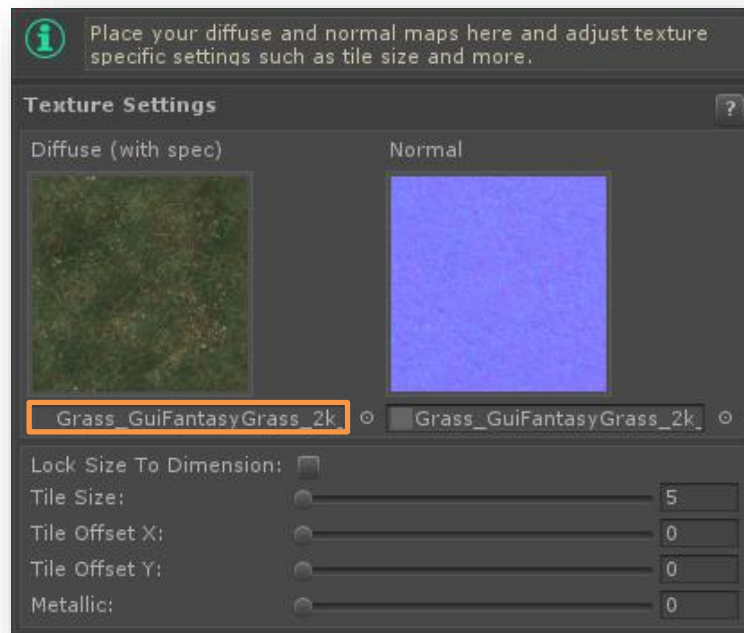 Place your diffuse and normal maps here and adjust texture
specific settings such as tile size and more.
Texture Settings
?
Diffuse (with spec)
Normal
Grass_GuiFantasyGrass_2k_
Grass_GuiFantasyGrass_2k_
Lock Size To Dimension:
Tile Size:
5
Tile Offset X:
0
Tile Offset Y:
0
Metallic:
0